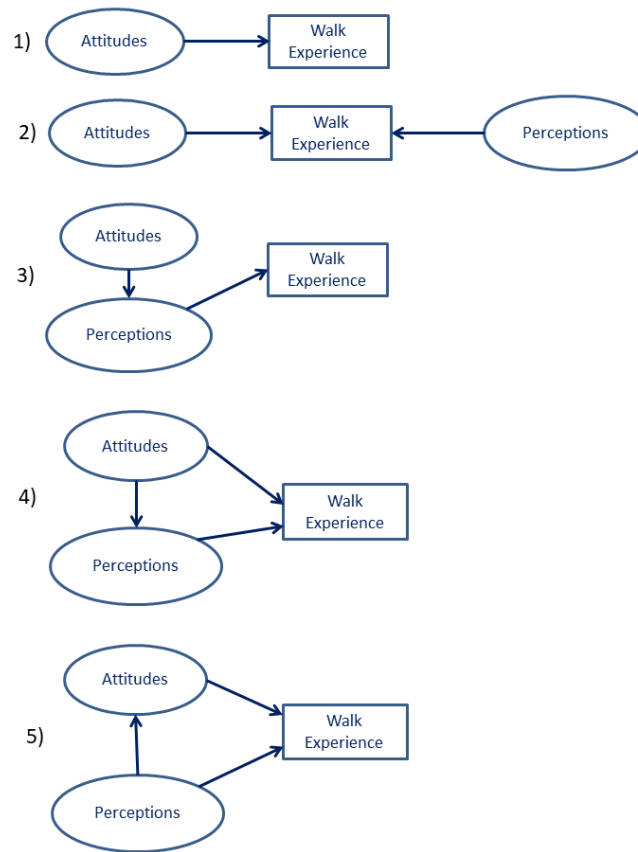 1)
Attitudes
Walk
Experience
2)
Attitudes
Walk
Experience
Perceptions
3)
Attitudes
Walk
Experience
Perceptions
4)
Attitudes
Walk
Experience
Perceptions
5)
Attitudes
Walk
Experience
Perceptions